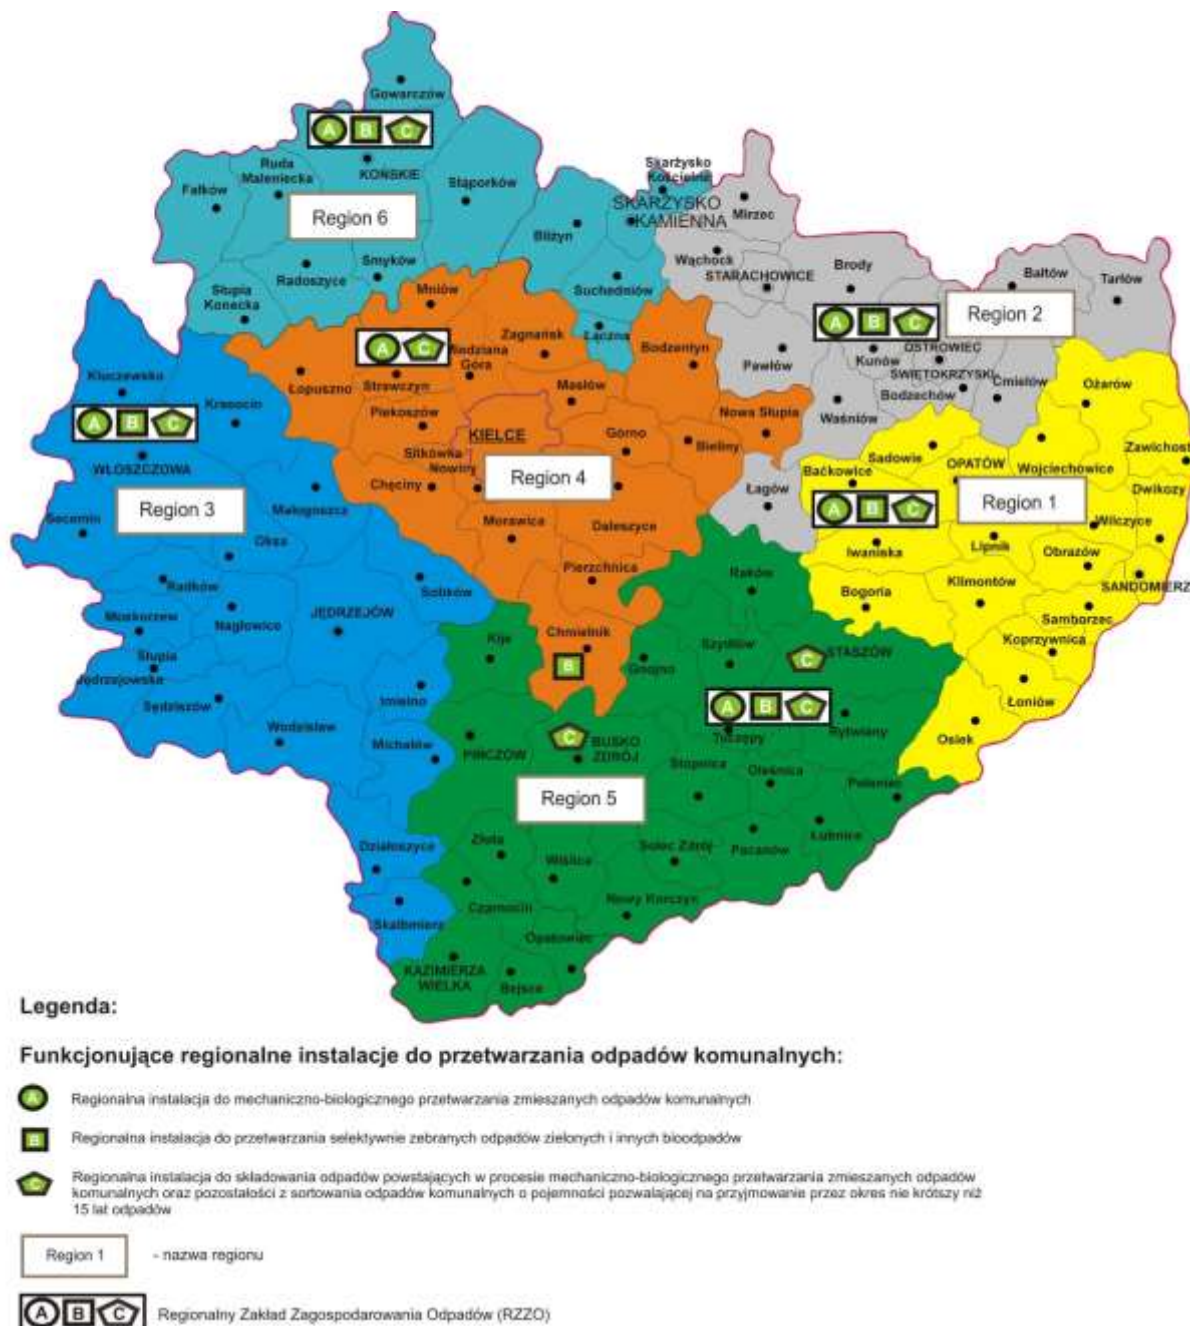 Gowarczów
A B C
KOŃSKIE
Ruda
Maleniecka
Fałków
Stąporków
Region 6
Skarżysko
Kościelne
SKARŻYSKO
KAMIENNA
Mirzec
Bliżyn
Wąchock
STARACHOWICE
Brody
Bałtów
Tarłów
Smyków
Radoszyce
Słupia
Konecka
Mniów
Suchedniów
Łączna
Zagnańsk
Bodzentyn
A B C
Region 2
Kunów
OSTROWIEC
ŚWIĘTOKRZYSKI
Ćmielów
Bodzechów
Pawłów
Waśniów
Ożarów
A C
Miedziana
Góra
Strawczyn
Łopuszno
Masłów
Piekoszów
KIELCE
Górno
Bieliny
Nowa Słupia
Sitkówka
Nowiny
Chęciny
Region 4
Łagów
Morawica
Daleszyce
Pierzchnica
Kluczewsko
Krasocin
A B C
WŁOSZCZOWA
Region 3
Małogoszcz
Secemin
Oksa
Radków
Moskorzew
Nagłowice
JĘDRZEJÓW
Sobków
Słupia
Jędrzejowska
Sędziszów
Imielno
Wodzisław
Michałów
Działoszyce
Skalbmierz
Baćkowice
Sadowie
OPATÓW
Wojciechowice
Zawichost
Dwikozy
A B C
Region 1
Wilczyce
Iwaniska
Lipnik
Obrazów
SANDOMIERZ
Bogoria
Klimontów
Samborzec
Koprzywnica
Łoniów
Osiek
Raków
Kije
Chmielnik
B
Gnojno
Szydłów
C
STASZÓW
A B C
Tuczępy
Rytwiany
PIŃCZÓW
C
BUSKO
ZDRÓJ
Stopnica
Oleśnica
Połaniec
Region 5
Łubnice
Pacanów
Solec Zdrój
Złota
Wiślica
Czarnocin
Nowy Korczyn
Opatowiec
KAZIMIERZA
WIELKA
Bejsce
Legenda:
Funkcjonujące regionalne instalacje do przetwarzania odpadów komunalnych:
A Regionalna instalacja do mechaniczno-biologicznego przetwarzania zmieszanych odpadów komunalnych
B Regionalna instalacja do przetwarzania selektywnie zebranych odpadów zielonych i innych bioodpadów
C Regionalna instalacja do składowania odpadów powstających w procesie mechaniczno-biologicznego przetwarzania zmieszanych odpadów
komunalnych oraz pozostałości z sortowania odpadów komunalnych o pojemności pozwalającej na przyjmowanie przez okres nie krótszy niż
15 lat odpadów
Region 1 - nazwa regionu
A B C Regionalny Zakład Zagospodarowania Odpadów (RZZO)